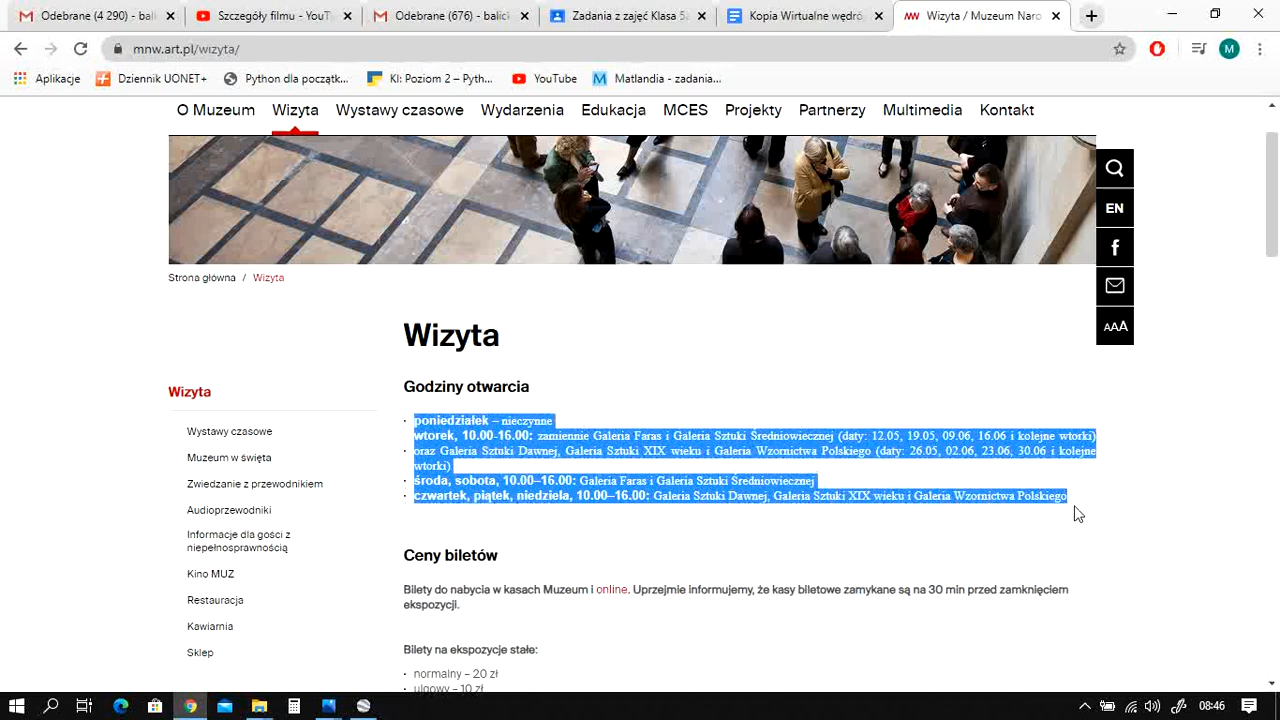 Odebrane (4 290) - bali
Szczegóły filmu - YouT
Odebrane (676) - balick
Zadania z zajęć Klasa 5a
Kopia Wirtualne wędró
Wizyta / Muzeum Naro
mnw.art.pl/wizyta/
M
Aplikacje
Dziennik UONET+
Python dla początk...
KI: Poziom 2 – Pyth...
YouTube
Matlandia - zadania...
O Muzeum Wizyta Wystawy czasowe Wydarzenia Edukacja MCES Projekty Partnerzy Multimedia Kontakt
EN
f
AAA
Strona główna / Wizyta
Wizyta
Godziny otwarcia
Wizyta
Wystawy czasowe
Muzeum w święta
Zwiedzanie z przewodnikiem
Audioprzewodniki
Informacje dla gości z
niepełnosprawnością
Kino MUZ
Restauracja
Kawiarnia
Sklep
· poniedziałek – nieczynne
wtorek, 10.00-16.00: zamiennie Galeria Faras i Galeria Sztuki Średniowiecznej (daty: 12.05, 19.05, 09.06, 16.06 i kolejne wtorki)
· oraz Galeria Sztuki Dawnej, Galeria Sztuki XIX wieku i Galeria Wzornictwa Polskiego (daty: 26.05, 02.06, 23.06, 30.06 i kolejne
wtorki)
· środa, sobota, 10.00–16.00: Galeria Faras i Galeria Sztuki Średniowiecznej
· czwartek, piątek, niedziela, 10.00–16.00: Galeria Sztuki Dawnej, Galeria Sztuki XIX wieku i Galeria Wzornictwa Polskiego
Ceny biletów
Bilety do nabycia w kasach Muzeum i online. Uprzejmie informujemy, że kasy biletowe zamykane są na 30 min przed zamknięciem
ekspozycji.
Bilety na ekspozycje stałe:
· normalny – 20 zł
· ulgowy – 10 zł
08:46